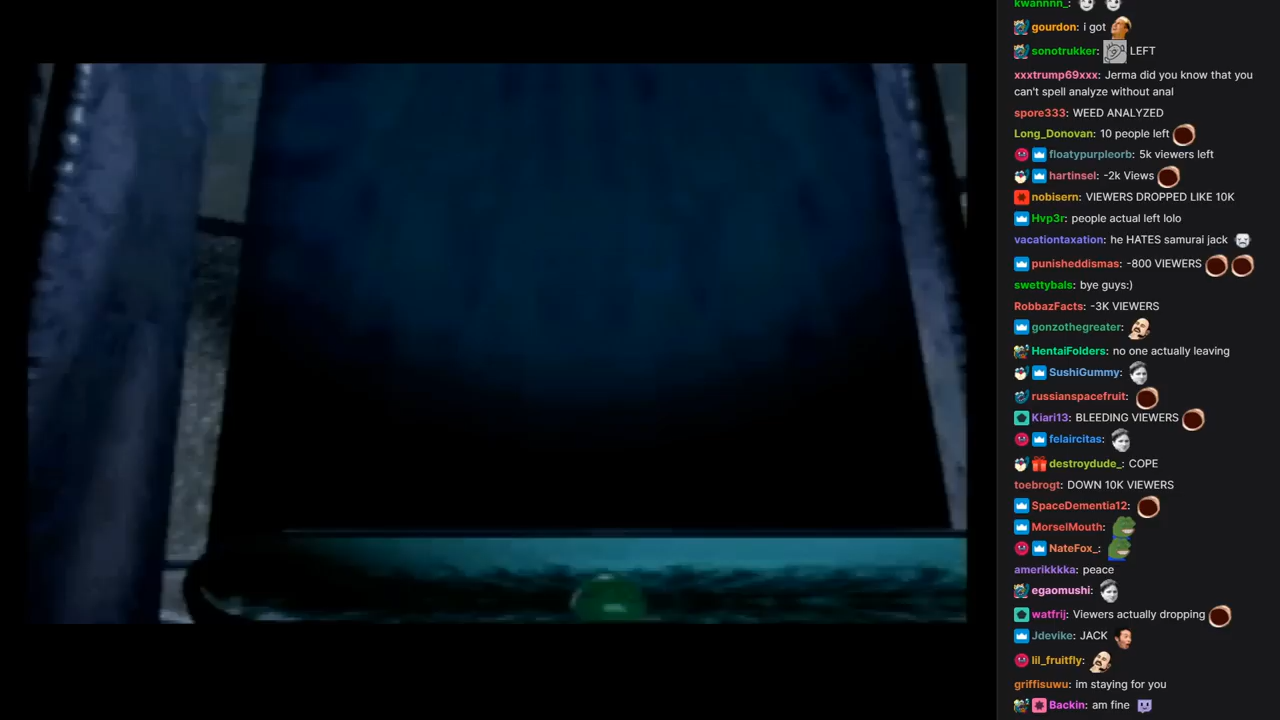 kwannnn_:
gourdon: i got
sonotrukker: LEFT
xxxtrump69xxx: Jerma did you know that you
can't spell analyze without anal
spore333: WEED ANALYZED
Long_Donovan: 10 people left
floatypurpleorb: 5k viewers left
hartinsel: -2k Views
nobisern: VIEWERS DROPPED LIKE 10K
Hvp3r: people actual left lolo
vacationtaxation: he HATES samurai jack
punisheddismas: -800 VIEWERS
swettybals: bye guys:)
RobbazFacts: -3K VIEWERS
gonzothegreater:
HentaiFolders: no one actually leaving
SushiGummy:
russianspacefruit:
Kiari13: BLEEDING VIEWERS
felaircitas:
destroydude_: COPE
toebrogt: DOWN 10K VIEWERS
SpaceDementia12:
MorselMouth:
NateFox_:
amerikkkka: peace
egaomushi:
watfrij: Viewers actually dropping
Jdevike: JACK
lil_fruitfly:
griffisuwu: im staying for you
Backin: am fine